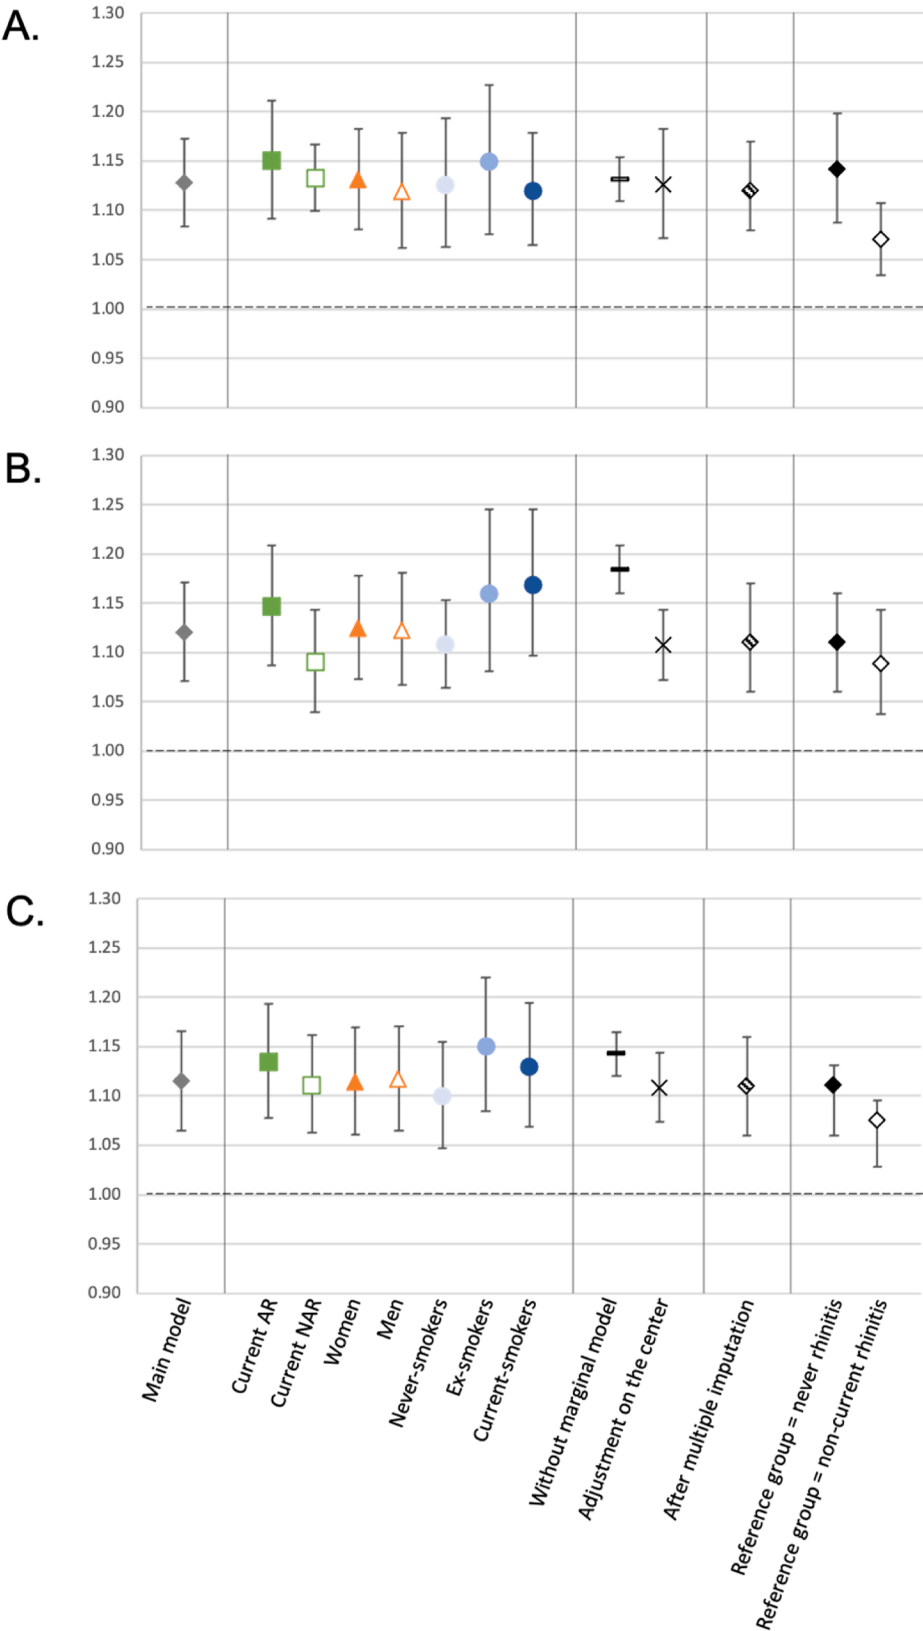 A.
1.30
1.25
1.20
1.15
1.10
1.05
1.00
0.95
0.90
B.
1.30
1.25
1.20
1.15
1.10
1.05
1.00
0.95
0.90
C.
1.30
1.25
1.20
1.15
1.10
1.05
1.00
0.95
0.90
Main model
Current AR
Current NAR
Women
Men
Never-smokers
Ex-smokers
Current-smokers
Without marginal model
Adjustment on the center
After multiple imputation
Reference group = never rhinitis
Reference group = non-current rhinitis